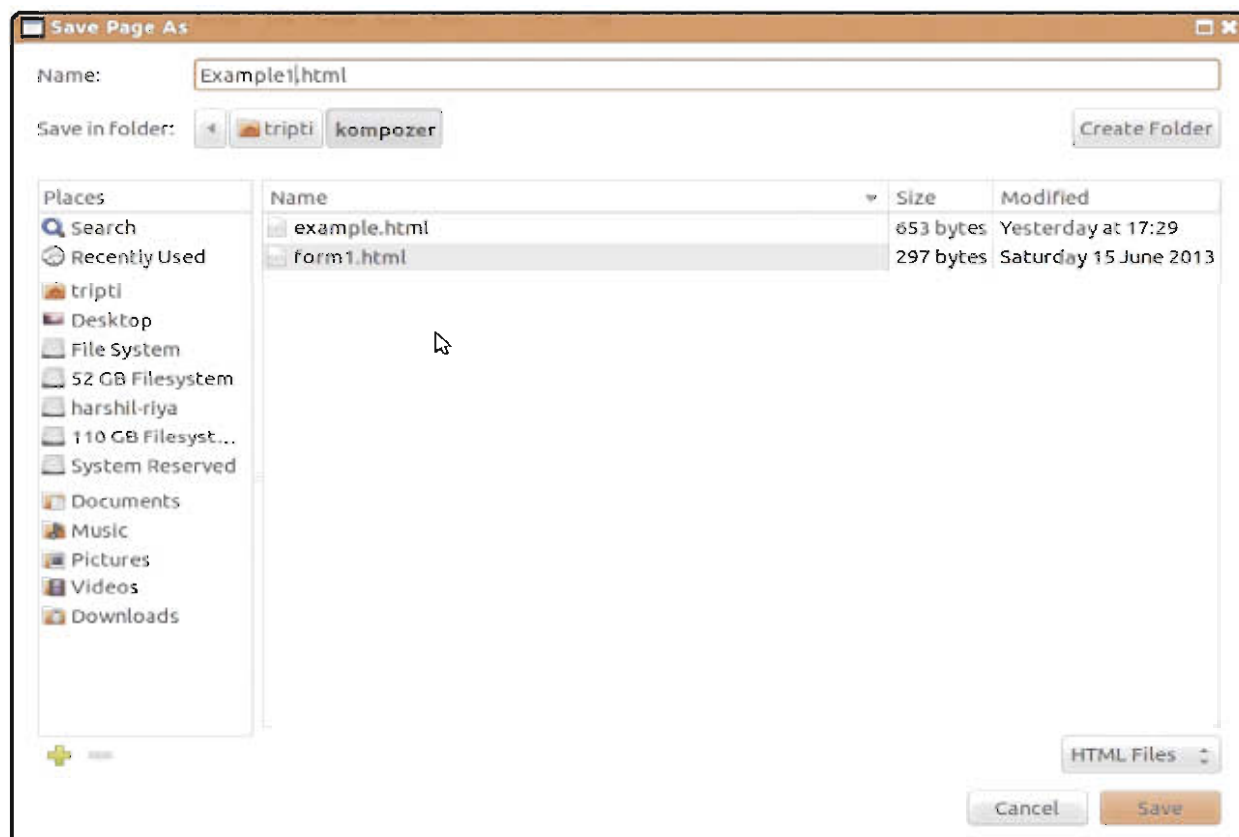 Save Page As
Name: Example1.html
Save in folder: tripti kompozer Create Folder
Places Name Size Modified
Search example.html 653 bytes Yesterday at 17:29
Recently Used form1.html 297 bytes Saturday 15 June 2013
tripti
Desktop
File System
52 GB Filesystem
harshil-riya
110 GB Filesyst...
System Reserved
Documents
Music
Pictures
Videos
Downloads
HTML Files
Cancel Save